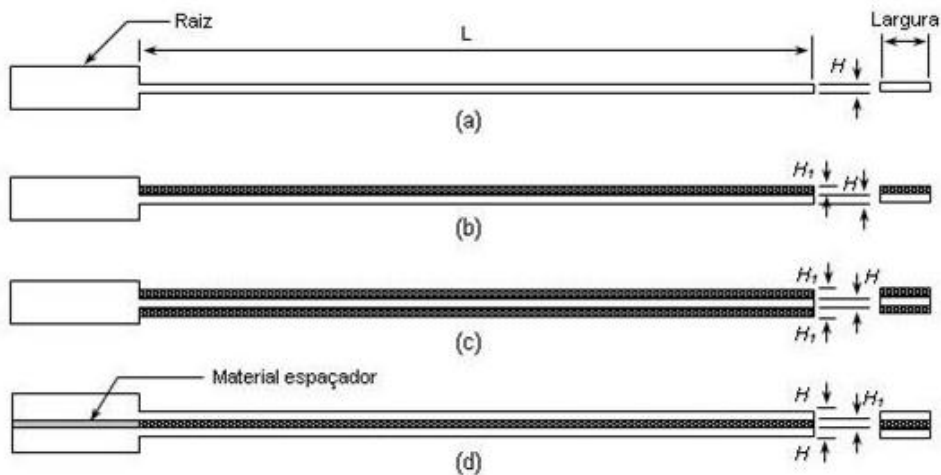 Raiz
L
Largura
H
(a)
H₁
H
(b)
H₁
H
H₁
(c)
Material espaçador
H
H₁
H
(d)